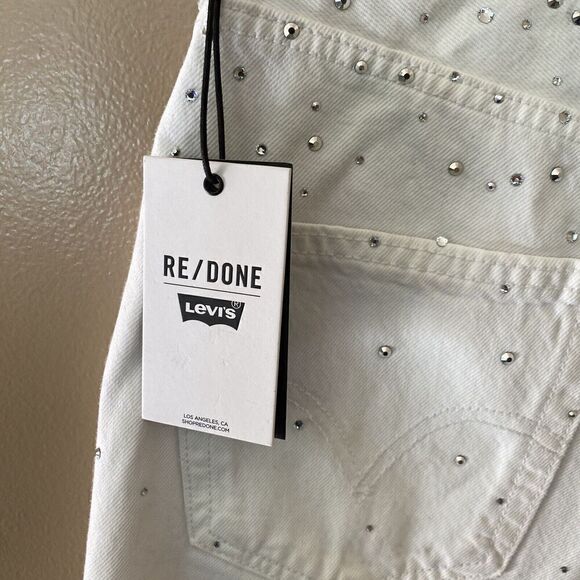 RE/DONE
LEVI'S®
LOS ANGELES, CA
SHOPREDONE.COM